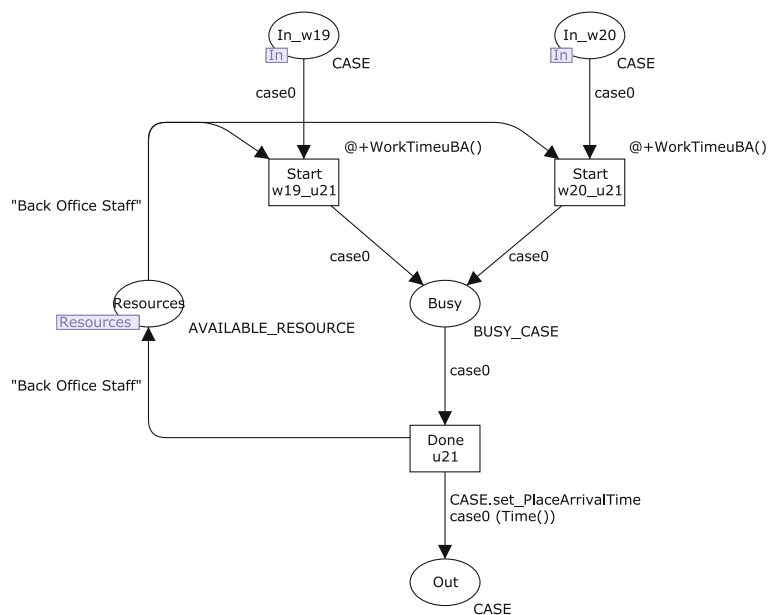 In_w19
In
CASE
In_w20
In
CASE
case0
case0
@+WorkTimeuBA()
@+WorkTimeuBA()
Start
w19_u21
Start
w20_u21
"Back Office Staff"
case0
case0
Resources
Resources
AVAILABLE_RESOURCE
Busy
BUSY_CASE
case0
"Back Office Staff"
Done
u21
CASE.set_PlaceArrivalTime
case0 (Time())
Out
CASE